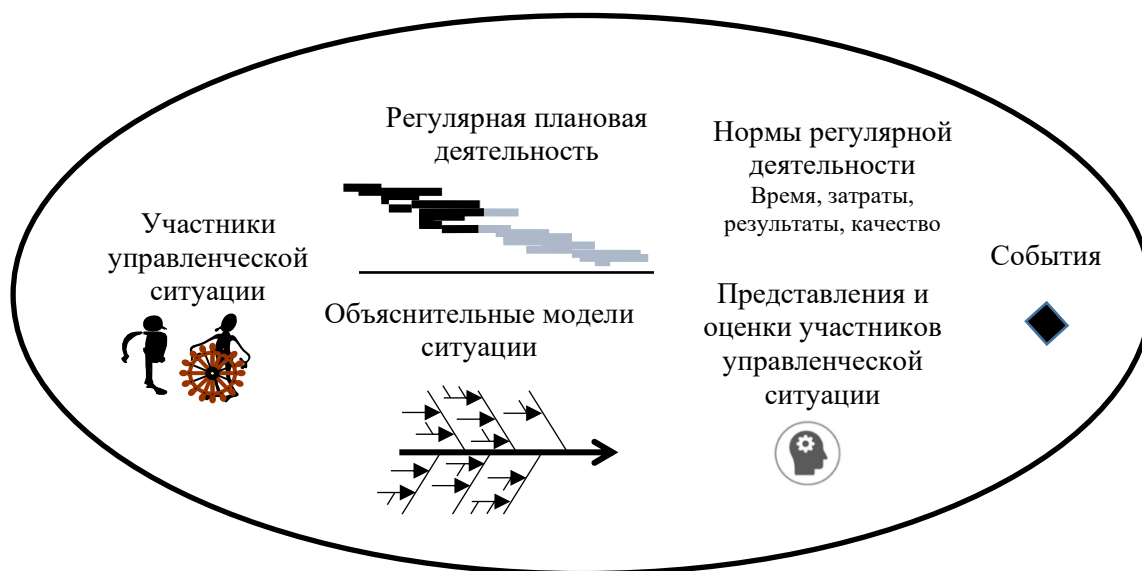 Регулярная плановая
деятельность
Нормы регулярной
деятельности
Время, затраты,
результаты, качество
Участники
управленческой
ситуации
События
Объяснительные модели
ситуации
Представления и
оценки участников
управленческой
ситуации